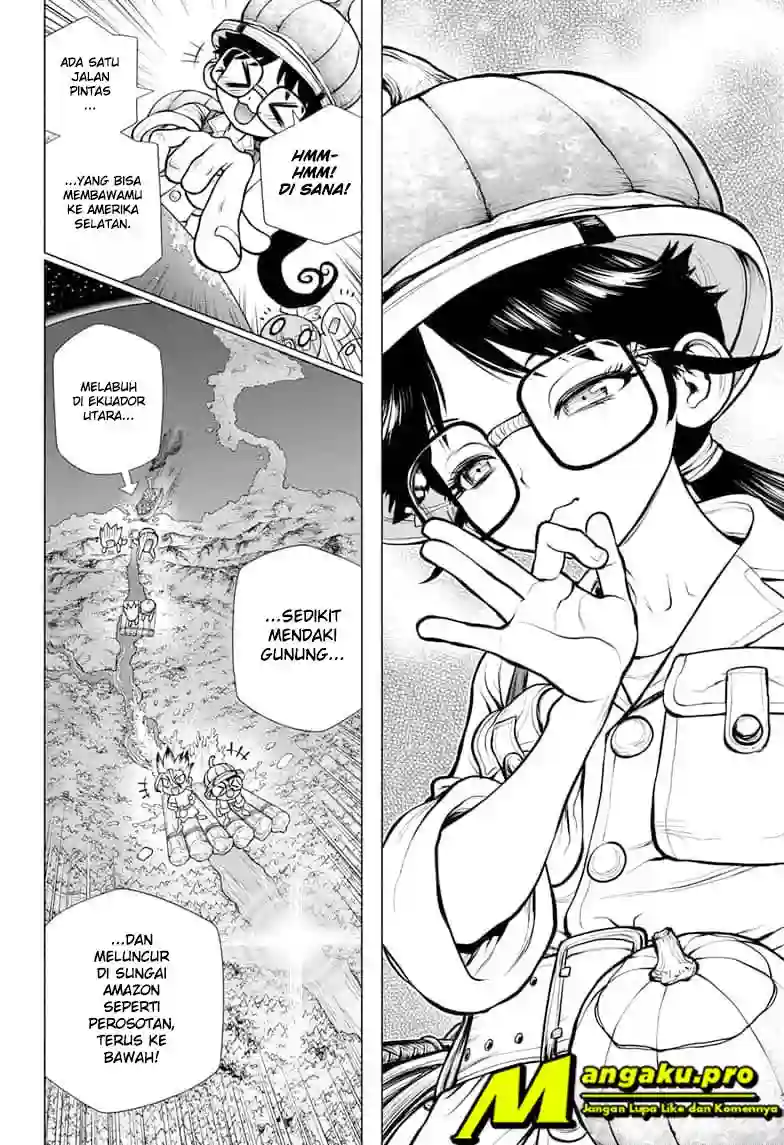 HMM-
HMM!
DI SANA!
ADA SATU
JALAN
PINTAS
...
...YANG BISA
MEMBAWAMU
KE AMERIKA
SELATAN.
MELABUH
DI EKUADOR
UTARA...
...SEDIKIT
MENDAKI
GUNUNG...
...DAN
MELUNCUR
DI SUNGAI
AMAZON
SEPERTI
PEROSOTAN,
TERUS KE
BAWAH!
Mangaku.pro
Jangan Lupa Like dan Komennya